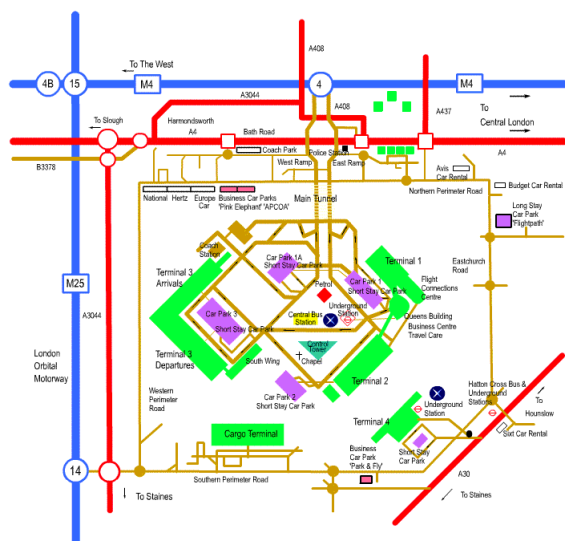 A408
To The West
4B
15
M4
4
M4
A3044
A408
A437
To
Central London
To Slough
Harmondsworth
A4
Bath Road
Coach Park
Police Station
A4
B3378
West Ramp
East Ramp
Avis
Car Rental
Northern Perimeter Road
Budget Car Rental
National
Hertz
Europe
Car
Business Car Parks
'Pink Elephant' 'APCOA'
Main Tunnel
Long Stay
Car Park
'Flightpath'
Coach
Station
Car Park 1A
Short Stay Car Park
Terminal 1
Eastchurch
Road
Terminal 3
Arrivals
Petrol
Car Park 1
Short Stay Car Park
Flight
Connections
Centre
M25
A3044
Car Park 3
Short Stay Car Park
Central Bus
Station
Underground
Station
Queens Building
Business Centre
Travel Care
London
Orbital
Motorway
Terminal 3
Departures
South Wing
Control
Tower
Chapel
Terminal 2
Western
Perimeter
Road
Car Park 2
Short Stay Car Park
Hatton Cross Bus &
Underground
Stations
To
Hounslow
Underground
Station
Terminal 4
Sixt Car Rental
Cargo Terminal
Short Stay
Car Park
Business
Car Park
'Park & Fly'
14
Southern Perimeter Road
A30
To Staines
To Staines